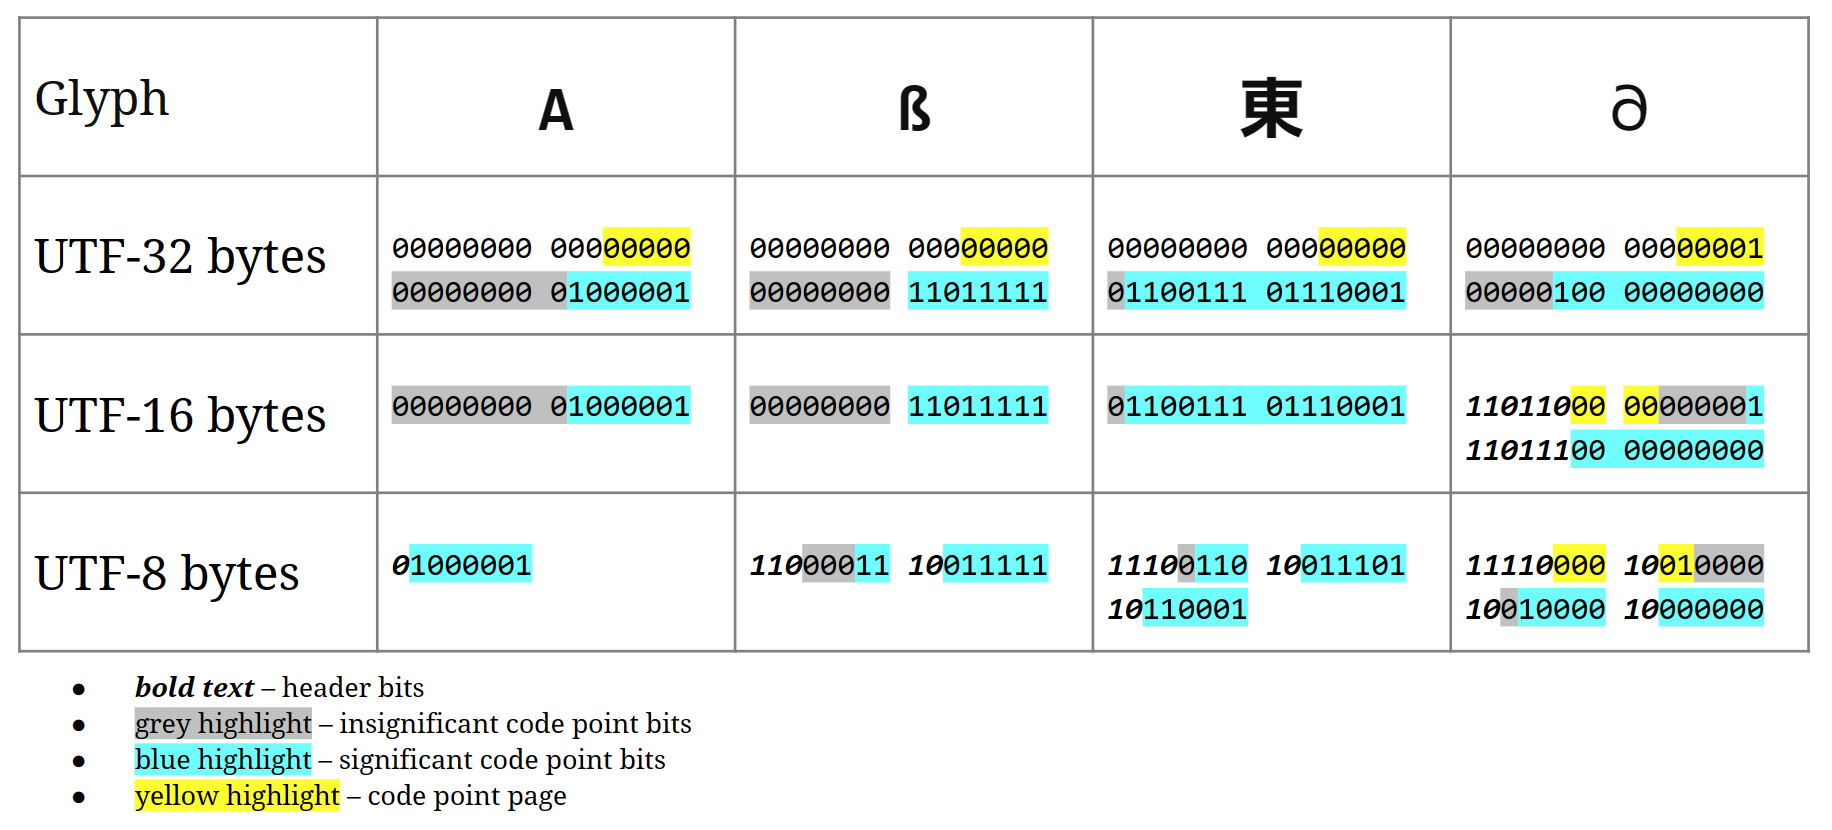 Glyph A ß 東 𐐀
UTF-32 bytes
00000000 00000000
00000000 01000001
00000000 00000000
00000000 11011111
00000000 00000000
01100111 01110001
00000000 00000001
00000100 00000000
UTF-16 bytes
00000000 01000001
00000000 11011111
01100111 01110001
11011000 00000001
11011100 00000000
UTF-8 bytes
01000001
11000011 10011111
11100110 10011101
10110001
11110000 10010000
10010000 10000000
● bold text – header bits
● grey highlight – insignificant code point bits
● blue highlight – significant code point bits
● yellow highlight – code point page